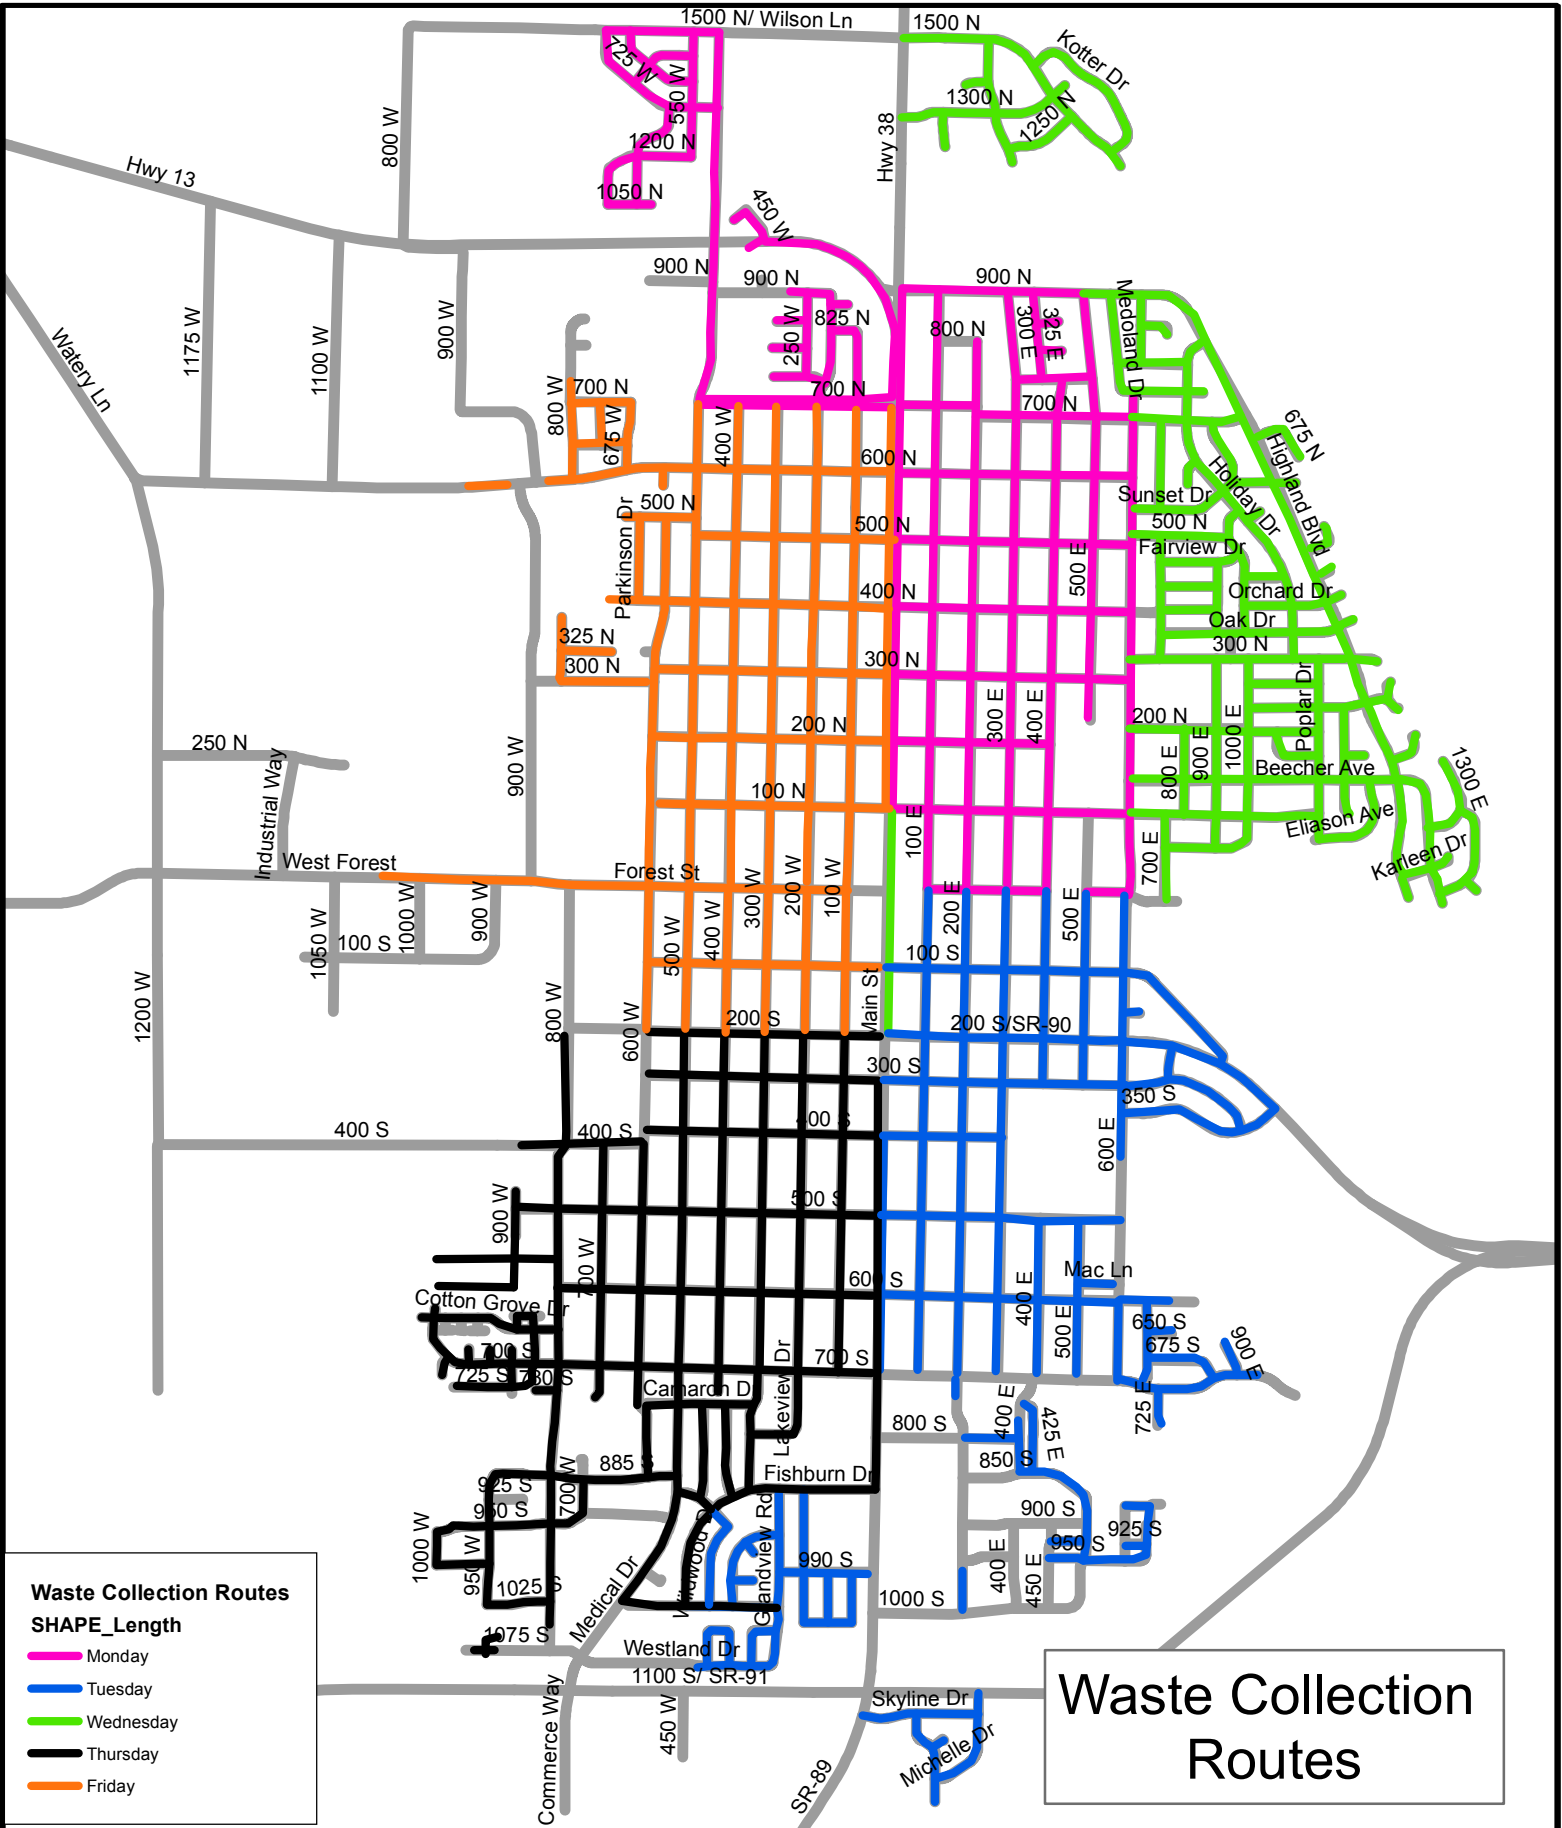 1500 N/ Wilson Ln
1500 N
Kotter Dr
725 W
550 W
1300 N
1250 N
800 W
Hwy 38
1200 N
Hwy 13
1050 N
450 W
900 N
900 N
900 N
Medoland Dr
1175 W
1100 W
900 W
250 W
825 N
800 N
300 E
325 E
Watery Ln
800 W
700 N
675 W
400 W
700 N
700 N
675 N
Highland Blvd
Holiday Dr
600 N
Sunset Dr
500 N
500 N
500 N
Fairview Dr
Parkinson Dr
500 E
400 N
Orchard Dr
Oak Dr
325 N
300 N
300 N
300 N
Poplar Dr
300 E
400 E
200 N
200 N
250 N
Industrial Way
900 W
800 E
900 E
1000 E
Beecher Ave
1300 E
100 N
Eliason Ave
100 E
Karleen Dr
700 E
West Forest
Forest St
1050 W
1000 W
900 W
100 S
500 W
400 W
300 W
200 W
100 W
200 E
500 E
100 S
Main St
1200 W
800 W
600 W
200 S
200 S/SR-90
300 S
350 S
400 S
400 S
400 S
600 E
900 W
500 S
700 W
Mac Ln
600 S
400 E
500 E
Cotton Grove Dr
650 S
675 S
900 E
700 S
700 S
725 S
730 S
Camaron Dr
Lakeview Dr
725 E
400 E
425 E
800 S
885 S
850 S
Fishburn Dr
925 S
700 W
950 S
900 S
925 S
950 S
1000 W
950 W
Wildwood D
Grandview Rd
990 S
400 E
450 E
1025 S
Medical Dr
1000 S
1075 S
Westland Dr
1100 S/ SR-91
Commerce Way
450 W
Skyline Dr
Michelle Dr
SR-89
Waste Collection Routes
SHAPE_Length
Monday
Tuesday
Wednesday
Thursday
Friday
Waste Collection
Routes